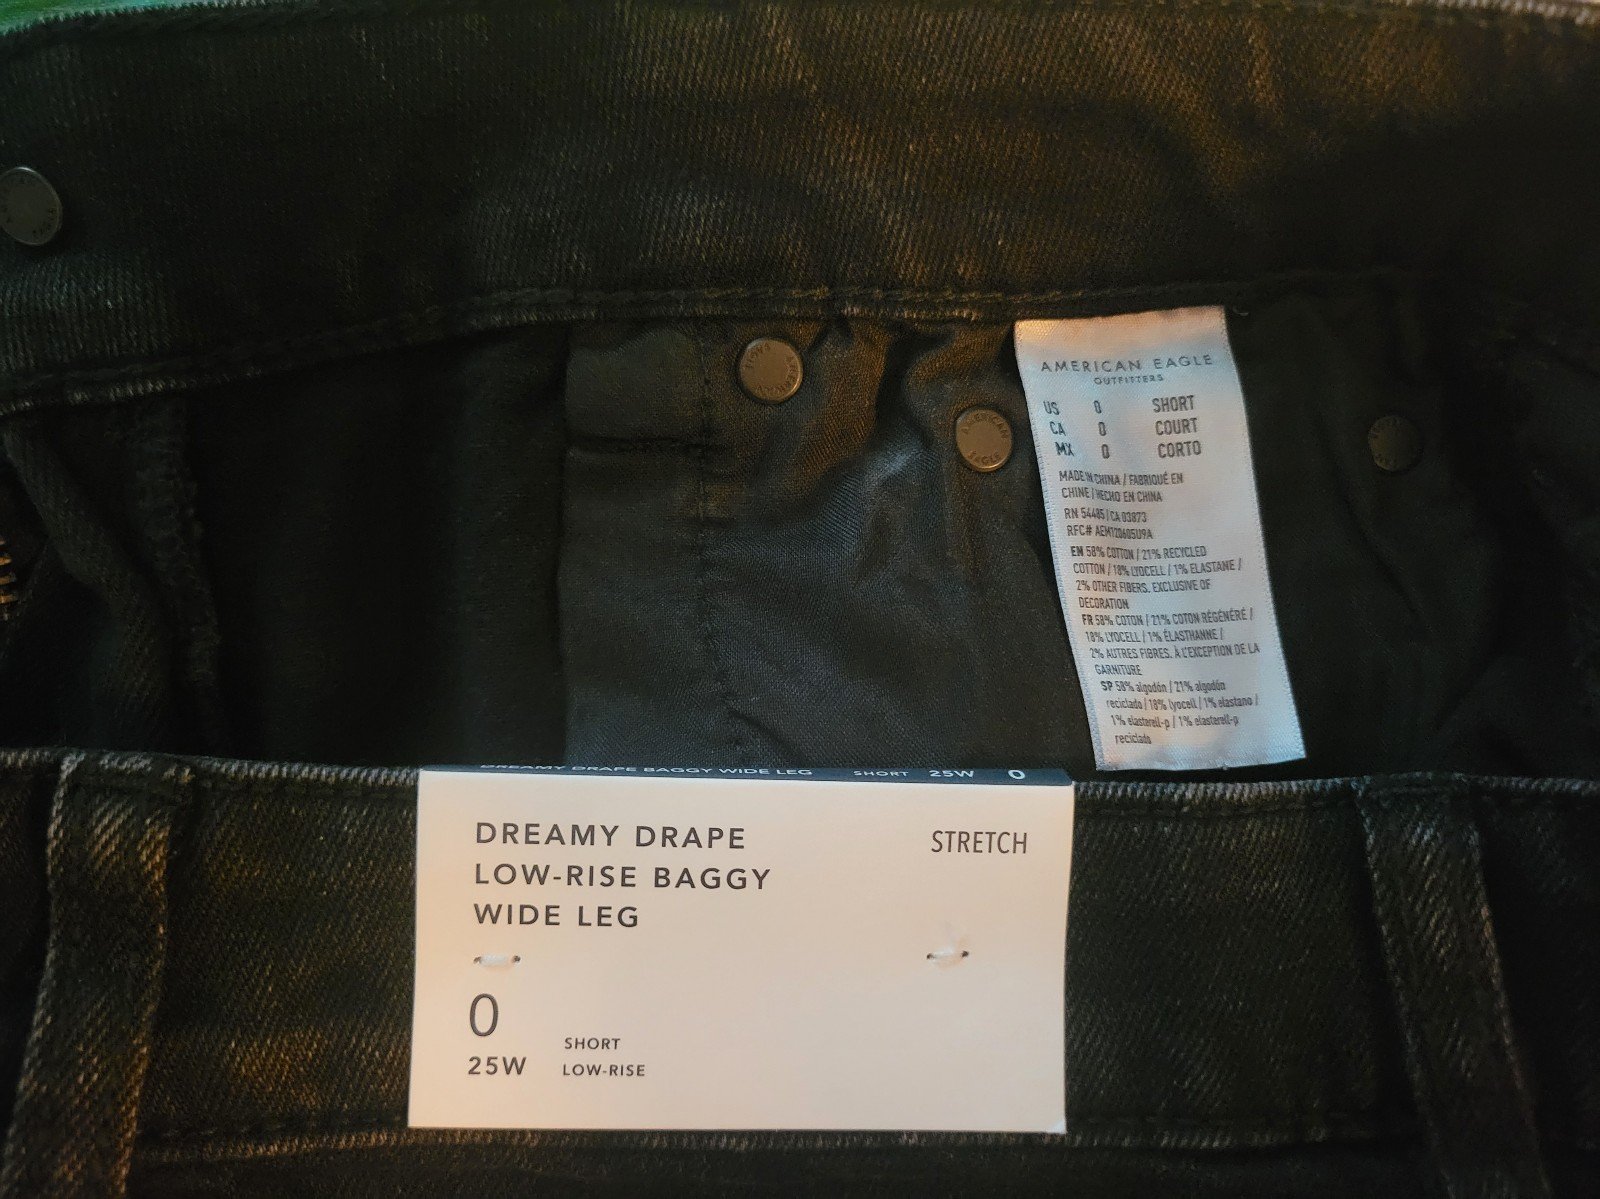 AMERICAN EAGLE
OUTFITTERS
US 0 SHORT
CA 0 COURT
MX 0 CORTO
MADE IN CHINA / FABRIQUÉ EN
CHINE / HECHO EN CHINA
RN 54485 / CA 03873
RFC# AEM120605U9A
EN 58% COTTON / 21% RECYCLED
COTTON / 18% LYOCELL / 1% ELASTANE /
2% OTHER FIBERS. EXCLUSIVE OF
DECORATION
FR 58% COTON / 21% COTON RÉGÉNÉRÉ /
18% LYOCELL / 1% ÉLASTHANNE /
2% AUTRES FIBRES. À L'EXCEPTION DE LA
GARNITURE
SP 58% algodón / 21% algodón
reciclado / 18% lyocell / 1% elastano /
1% elasterell-p / 1% elasterell-p
reciclado
AMERICAN
EAGLE
DREAMY DRAPE BAGGY WIDE LEG SHORT 25W 0
DREAMY DRAPE
LOW-RISE BAGGY
WIDE LEG
STRETCH
0
25W
SHORT
LOW-RISE